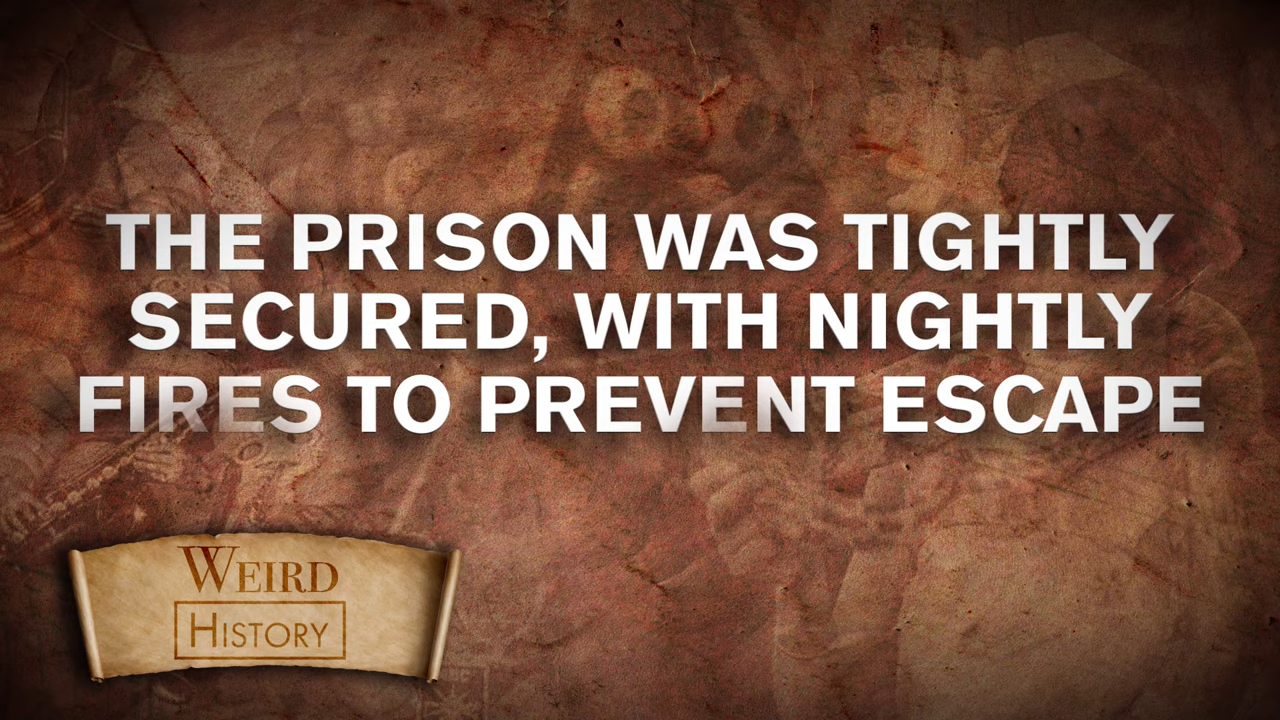 THE PRISON WAS TIGHTLY
SECURED, WITH NIGHTLY
FIRES TO PREVENT ESCAPE
WEIRD
HISTORY